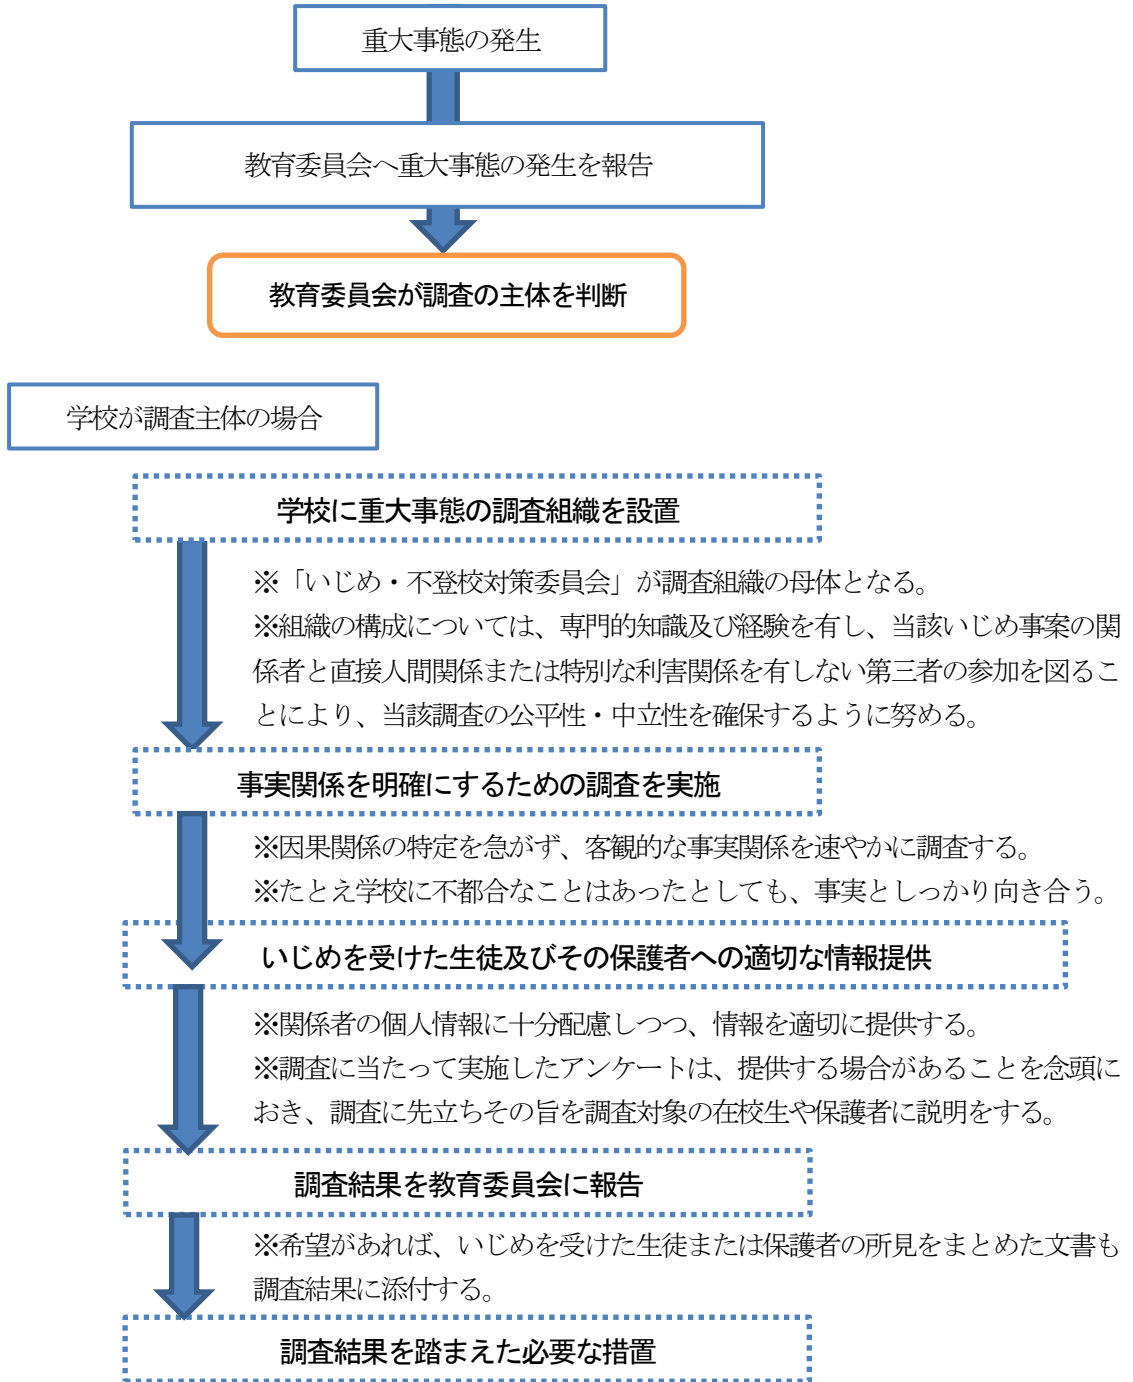 重大事態の発生
教育委員会へ重大事態の発生を報告
教育委員会が調査の主体を判断
学校が調査主体の場合
学校に重大事態の調査組織を設置
※「いじめ・不登校対策委員会」が調査組織の母体となる。
※組織の構成については、専門的知識及び経験を有し、当該いじめ事案の関
係者と直接人間関係または特別な利害関係を有しない第三者の参加を図るこ
とにより、当該調査の公平性・中立性を確保するように努める。
事実関係を明確にするための調査を実施
※因果関係の特定を急がず、客観的な事実関係を速やかに調査する。
※たとえ学校に不都合なことはあったとしても、事実としっかり向き合う。
いじめを受けた生徒及びその保護者への適切な情報提供
※関係者の個人情報に十分配慮しつつ、情報を適切に提供する。
※調査に当たって実施したアンケートは、提供する場合があることを念頭に
おき、調査に先立ちその旨を調査対象の在校生や保護者に説明をする。
調査結果を教育委員会に報告
※希望があれば、いじめを受けた生徒または保護者の所見をまとめた文書も
調査結果に添付する。
調査結果を踏まえた必要な措置